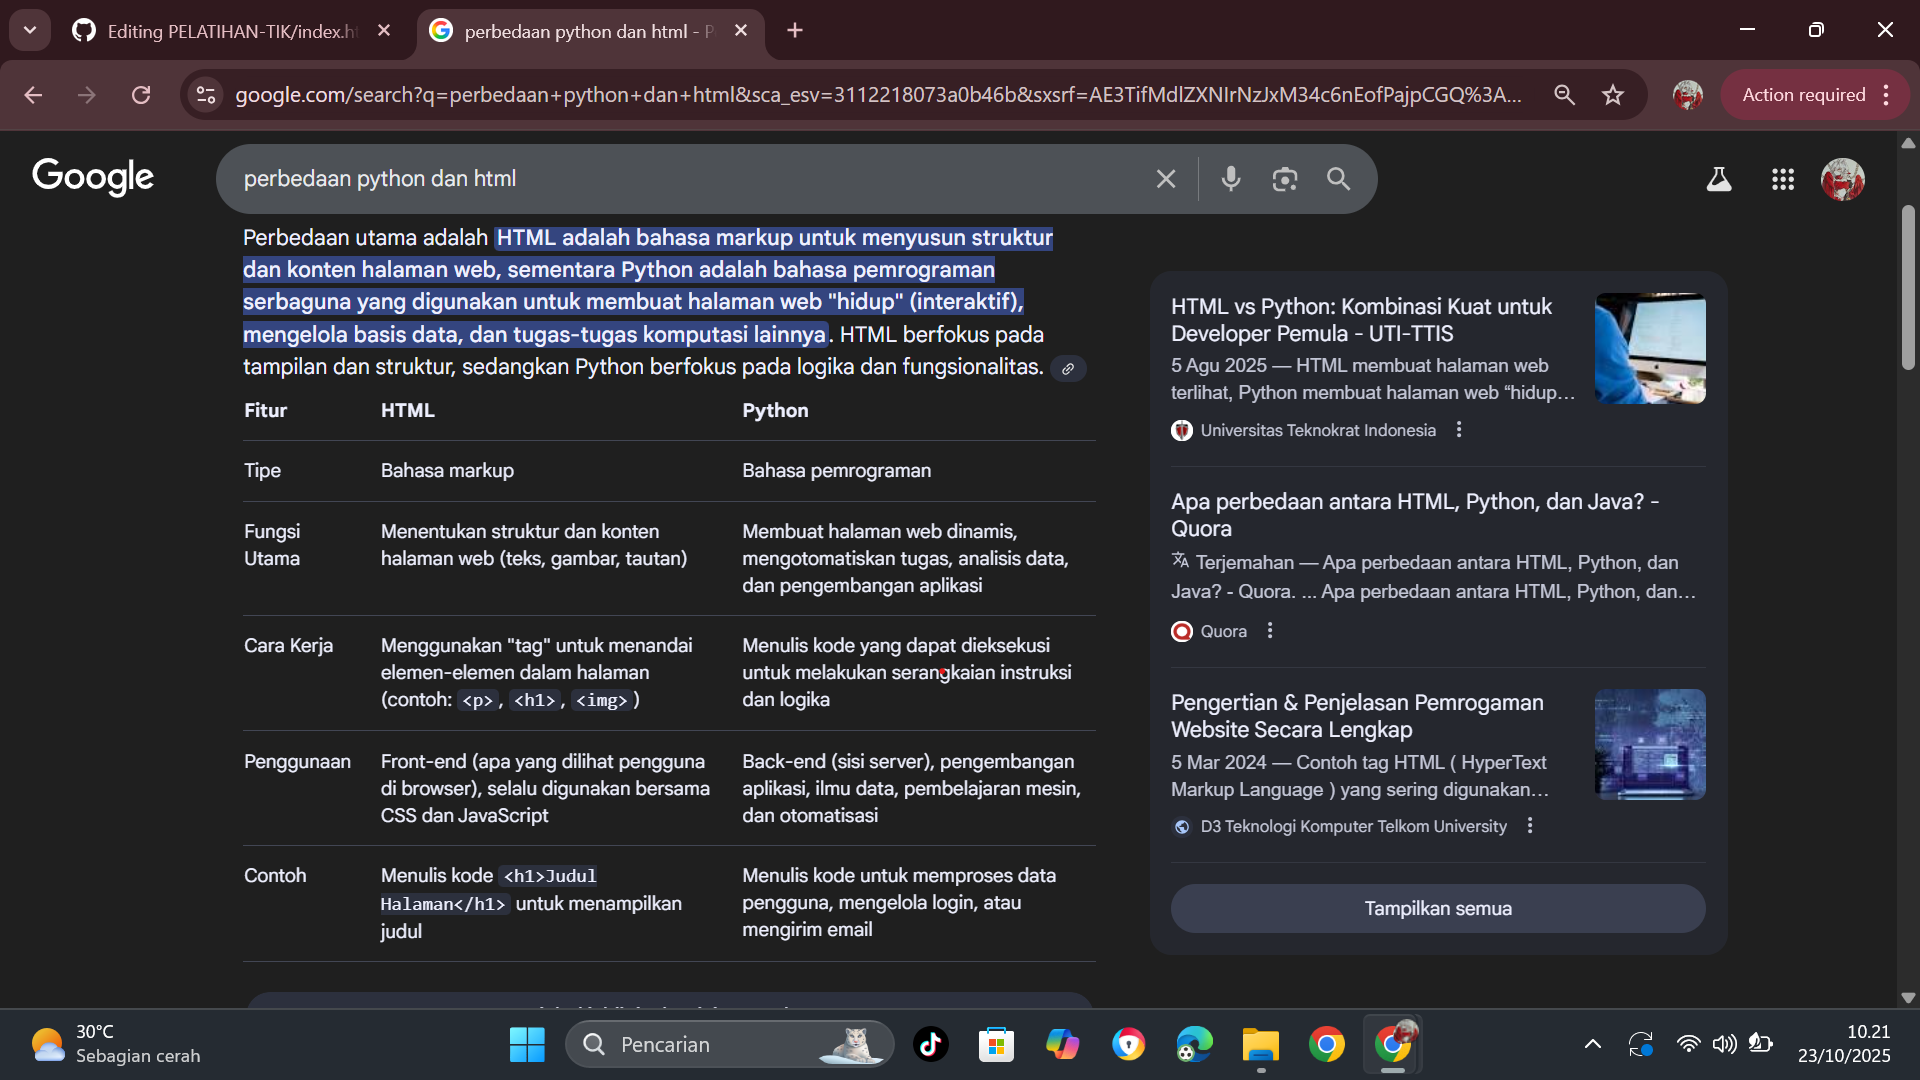 Editing PELATIHAN-TIK/index.ht
perbedaan python dan html - P
google.com/search?q=perbedaan+python+dan+html&sca_esv=3112218073a0b46b&sxsrf=AE3TifMdlZXNIrNzJxM34c6nEofPajpCGQ%3A...
Action required
Google
perbedaan python dan html
Perbedaan utama adalah HTML adalah bahasa markup untuk menyusun struktur
dan konten halaman web, sementara Python adalah bahasa pemrograman
serbaguna yang digunakan untuk membuat halaman web "hidup" (interaktif),
mengelola basis data, dan tugas-tugas komputasi lainnya. HTML berfokus pada
tampilan dan struktur, sedangkan Python berfokus pada logika dan fungsionalitas.
Fitur HTML Python
Tipe Bahasa markup Bahasa pemrograman
Fungsi Utama
Menentukan struktur dan konten
halaman web (teks, gambar, tautan)
Membuat halaman web dinamis,
mengotomatiskan tugas, analisis data,
dan pengembangan aplikasi
Cara Kerja
Menggunakan "tag" untuk menandai
elemen-elemen dalam halaman
(contoh: <p>, <h1>, <img>)
Menulis kode yang dapat dieksekusi
untuk melakukan serangkaian instruksi
dan logika
Penggunaan
Front-end (apa yang dilihat pengguna
di browser), selalu digunakan bersama
CSS dan JavaScript
Back-end (sisi server), pengembangan
aplikasi, ilmu data, pembelajaran mesin,
dan otomatisasi
Contoh
Menulis kode <h1>Judul
Halaman</h1> untuk menampilkan
judul
Menulis kode untuk memproses data
pengguna, mengelola login, atau
mengirim email
HTML vs Python: Kombinasi Kuat untuk
Developer Pemula - UTI-TTIS
5 Agu 2025 — HTML membuat halaman web
terlihat, Python membuat halaman web “hidup...
Universitas Teknokrat Indonesia
Apa perbedaan antara HTML, Python, dan Java? -
Quora
Terjemahan — Apa perbedaan antara HTML, Python, dan
Java? - Quora. ... Apa perbedaan antara HTML, Python, dan...
Quora
Pengertian & Penjelasan Pemrogaman
Website Secara Lengkap
5 Mar 2024 — Contoh tag HTML ( HyperText
Markup Language ) yang sering digunakan...
D3 Teknologi Komputer Telkom University
Tampilkan semua
30°C
Sebagian cerah
Pencarian
10.21
23/10/2025